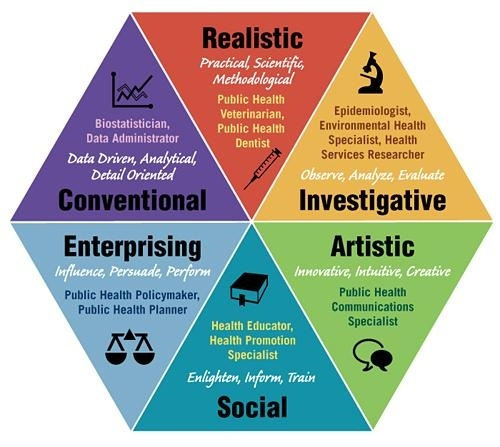 Realistic
Practical, Scientific,
Methodological
Public Health
Veterinarian,
Public Health
Dentist
Epidemiologist,
Environmental Health
Specialist, Health
Services Researcher
Observe, Analyze, Evaluate
Investigative
Artistic
Innovative, Intuitive, Creative
Public Health
Communications
Specialist
Health Educator,
Health Promotion
Specialist
Enlighten, Inform, Train
Social
Enterprising
Influence, Persuade, Perform
Public Health Policymaker,
Public Health Planner
Biostatistician,
Data Administrator
Data Driven, Analytical,
Detail Oriented
Conventional